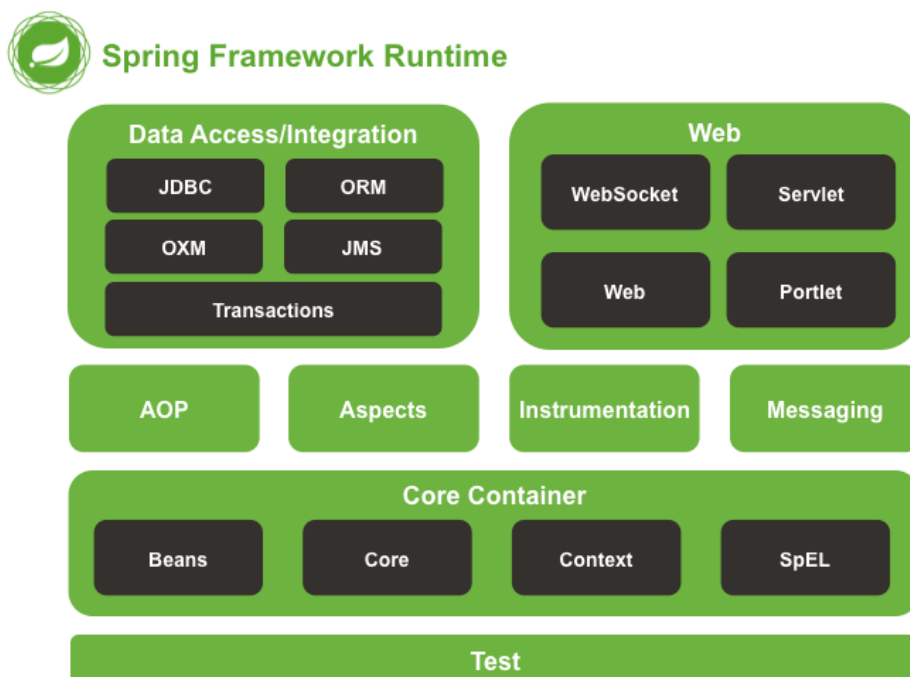 Spring Framework Runtime
Data Access/Integration
JDBC
ORM
OXM
JMS
Transactions
Web
WebSocket
Servlet
Web
Portlet
AOP
Aspects
Instrumentation
Messaging
Core Container
Beans
Core
Context
SpEL
Test